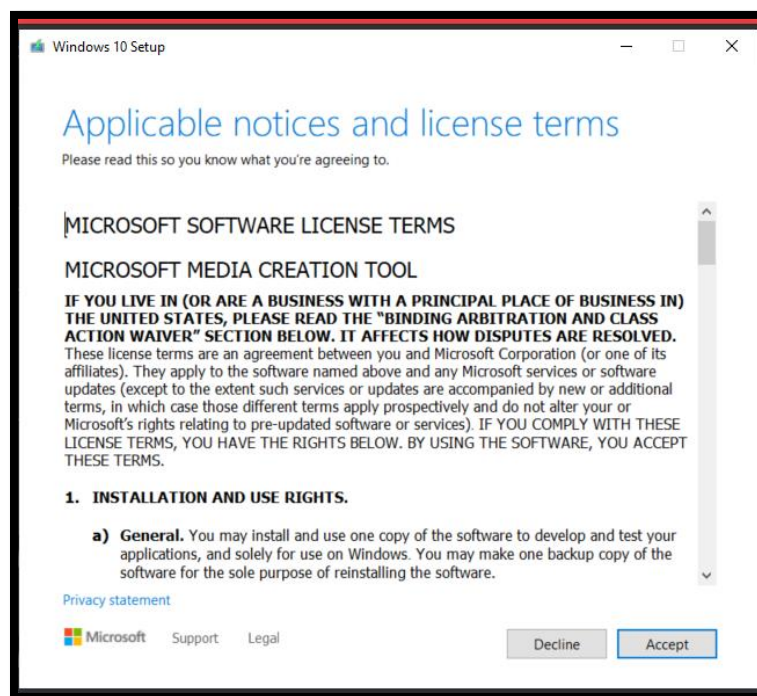 Windows 10 Setup
Applicable notices and license terms
Please read this so you know what you're agreeing to.
MICROSOFT SOFTWARE LICENSE TERMS
MICROSOFT MEDIA CREATION TOOL
IF YOU LIVE IN (OR ARE A BUSINESS WITH A PRINCIPAL PLACE OF BUSINESS IN)
THE UNITED STATES, PLEASE READ THE “BINDING ARBITRATION AND CLASS
ACTION WAIVER” SECTION BELOW. IT AFFECTS HOW DISPUTES ARE RESOLVED.
These license terms are an agreement between you and Microsoft Corporation (or one of its
affiliates). They apply to the software named above and any Microsoft services or software
updates (except to the extent such services or updates are accompanied by new or additional
terms, in which case those different terms apply prospectively and do not alter your or
Microsoft’s rights relating to pre-updated software or services). IF YOU COMPLY WITH THESE
LICENSE TERMS, YOU HAVE THE RIGHTS BELOW. BY USING THE SOFTWARE, YOU ACCEPT
THESE TERMS.
1. INSTALLATION AND USE RIGHTS.
a) General. You may install and use one copy of the software to develop and test your
applications, and solely for use on Windows. You may make one backup copy of the
software for the sole purpose of reinstalling the software.
Privacy statement
Microsoft Support Legal
Decline Accept